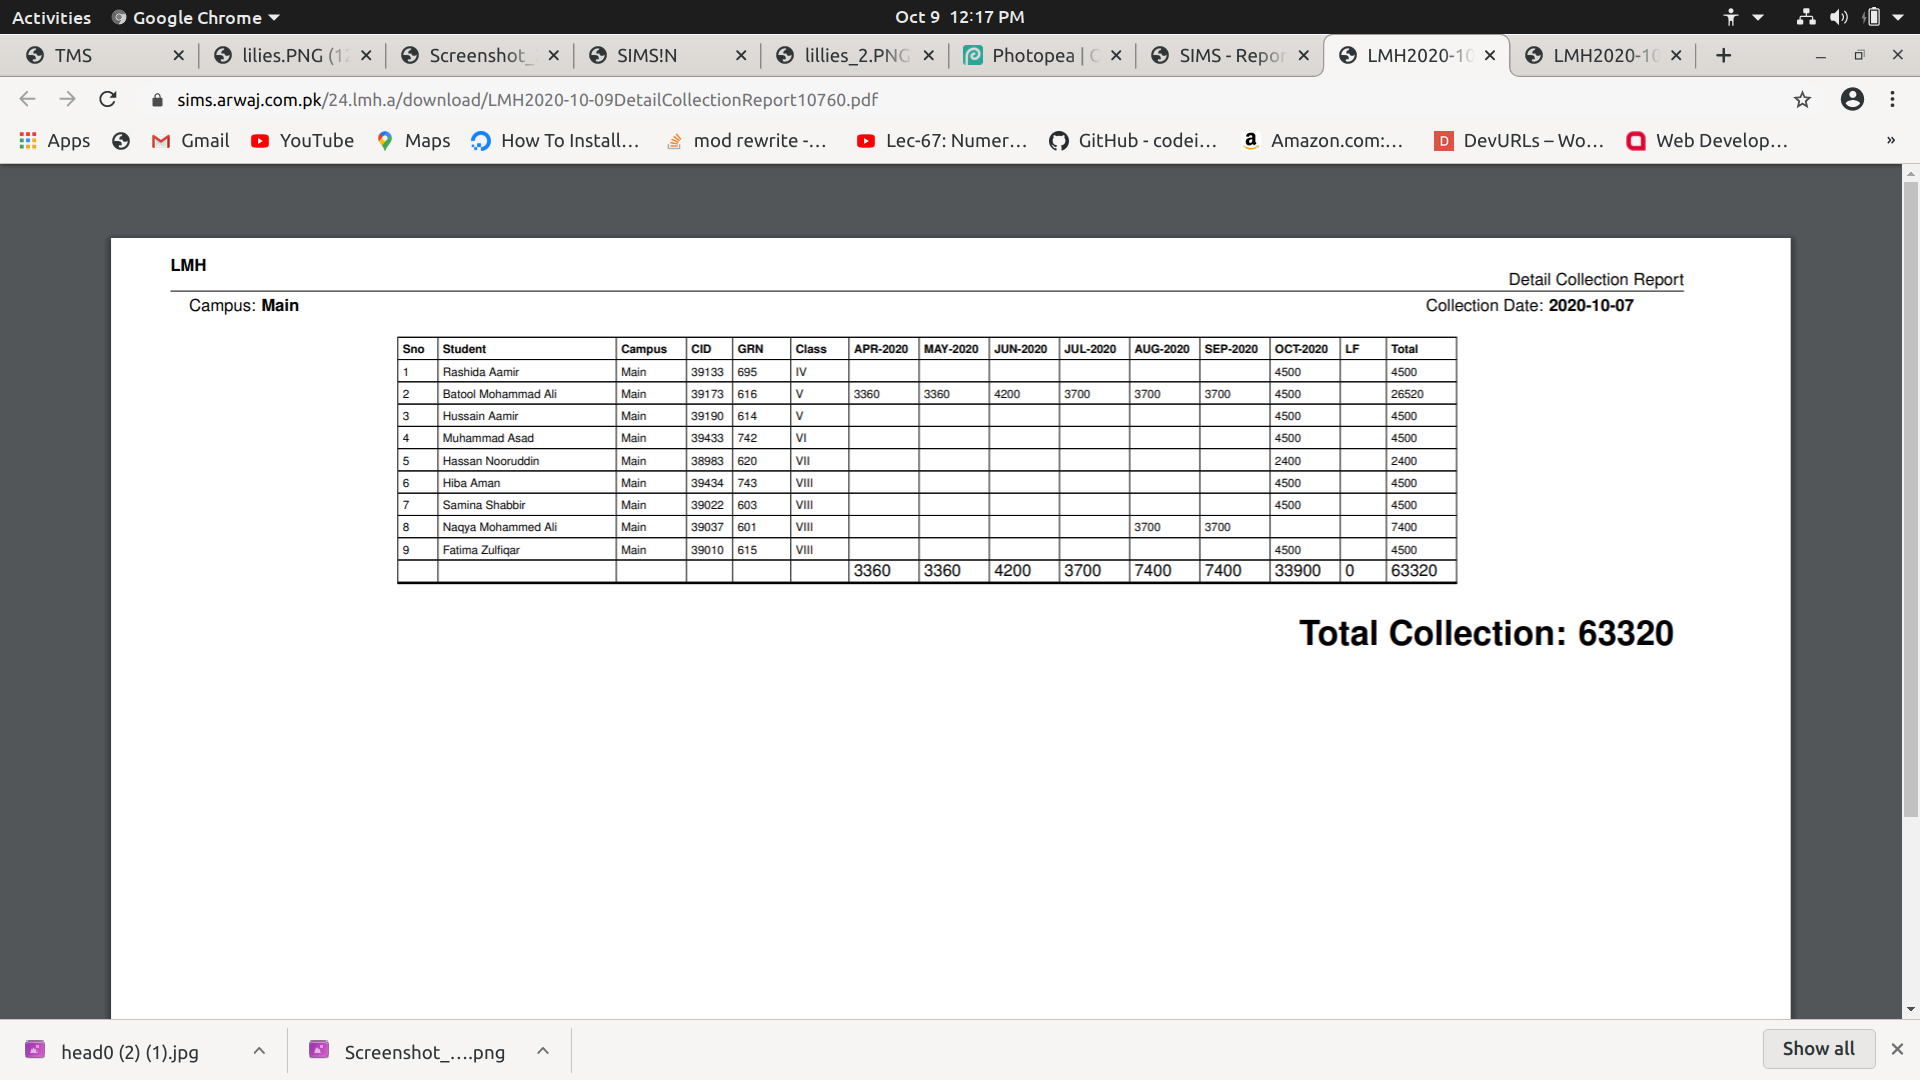 Activities Google Chrome Oct 9 12:17 PM
TMS lilies.PNG (12 Screenshot_ SIMS!N lillies_2.PNG Photopea | SIMS - Repor LMH2020-10 LMH2020-10
sims.arwaj.com.pk/24.lmh.a/download/LMH2020-10-09DetailCollectionReport10760.pdf
Apps Gmail YouTube Maps How To Install… mod rewrite -… Lec-67: Numer… GitHub - codei… Amazon.com:… DevURLs – Wo… Web Develop… »
LMH
Detail Collection Report
Campus: Main Collection Date: 2020-10-07
Sno Student Campus CID GRN Class APR-2020 MAY-2020 JUN-2020 JUL-2020 AUG-2020 SEP-2020 OCT-2020 LF Total
1 Rashida Aamir Main 39133 695 IV 4500 4500
2 Batool Mohammad Ali Main 39173 616 V 3360 3360 4200 3700 3700 3700 4500 26520
3 Hussain Aamir Main 39190 614 V 4500 4500
4 Muhammad Asad Main 39433 742 VI 4500 4500
5 Hassan Nooruddin Main 38983 620 VII 2400 2400
6 Hiba Aman Main 39434 743 VIII 4500 4500
7 Samina Shabbir Main 39022 603 VIII 4500 4500
8 Naqya Mohammed Ali Main 39037 601 VIII 3700 3700 7400
9 Fatima Zulfiqar Main 39010 615 VIII 4500 4500
3360 3360 4200 3700 7400 7400 33900 0 63320
Total Collection: 63320
head0 (2) (1).jpg Screenshot_....png Show all